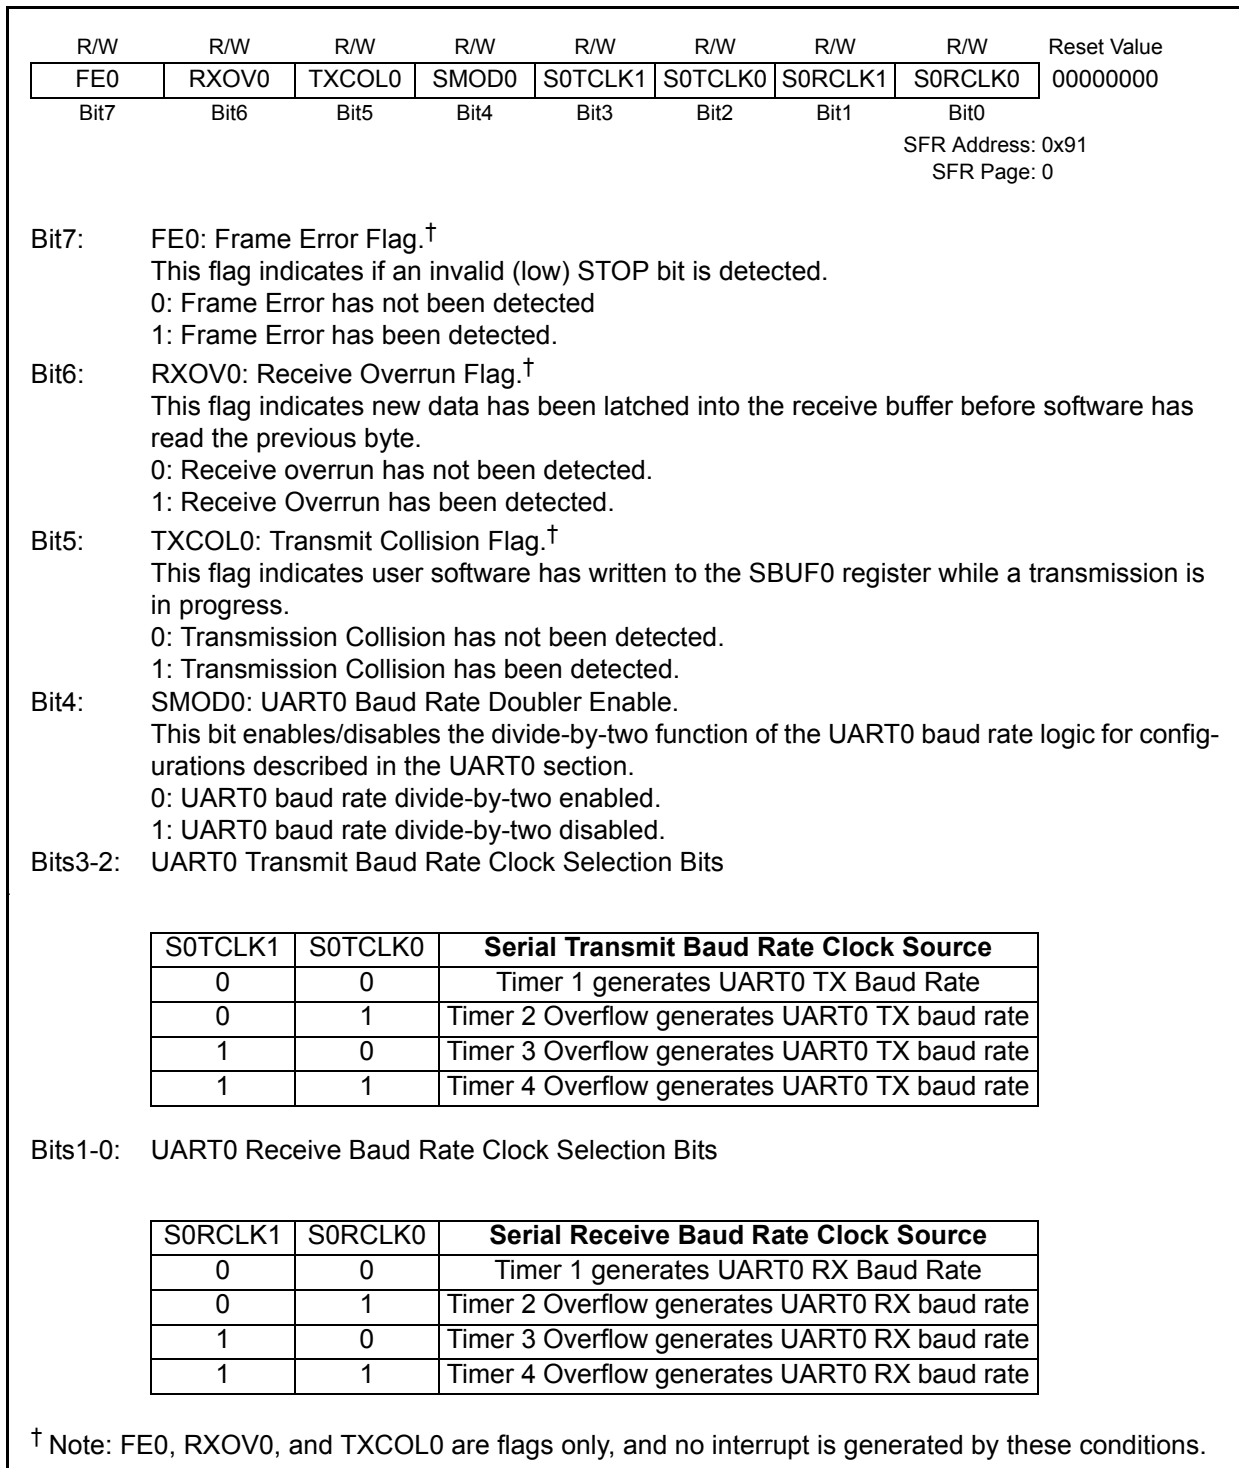 R/W R/W R/W R/W R/W R/W R/W R/W Reset Value
FE0 RXOV0 TXCOL0 SMOD0 S0TCLK1 S0TCLK0 S0RCLK1 S0RCLK0 00000000
Bit7 Bit6 Bit5 Bit4 Bit3 Bit2 Bit1 Bit0
SFR Address: 0x91
SFR Page: 0
Bit7: FE0: Frame Error Flag.†
This flag indicates if an invalid (low) STOP bit is detected.
0: Frame Error has not been detected
1: Frame Error has been detected.
Bit6: RXOV0: Receive Overrun Flag.†
This flag indicates new data has been latched into the receive buffer before software has
read the previous byte.
0: Receive overrun has not been detected.
1: Receive Overrun has been detected.
Bit5: TXCOL0: Transmit Collision Flag.†
This flag indicates user software has written to the SBUF0 register while a transmission is
in progress.
0: Transmission Collision has not been detected.
1: Transmission Collision has been detected.
Bit4: SMOD0: UART0 Baud Rate Doubler Enable.
This bit enables/disables the divide-by-two function of the UART0 baud rate logic for config-
urations described in the UART0 section.
0: UART0 baud rate divide-by-two enabled.
1: UART0 baud rate divide-by-two disabled.
Bits3-2: UART0 Transmit Baud Rate Clock Selection Bits
S0TCLK1 S0TCLK0 Serial Transmit Baud Rate Clock Source
0 0 Timer 1 generates UART0 TX Baud Rate
0 1 Timer 2 Overflow generates UART0 TX baud rate
1 0 Timer 3 Overflow generates UART0 TX baud rate
1 1 Timer 4 Overflow generates UART0 TX baud rate
Bits1-0: UART0 Receive Baud Rate Clock Selection Bits
S0RCLK1 S0RCLK0 Serial Receive Baud Rate Clock Source
0 0 Timer 1 generates UART0 RX Baud Rate
0 1 Timer 2 Overflow generates UART0 RX baud rate
1 0 Timer 3 Overflow generates UART0 RX baud rate
1 1 Timer 4 Overflow generates UART0 RX baud rate
† Note: FE0, RXOV0, and TXCOL0 are flags only, and no interrupt is generated by these conditions.